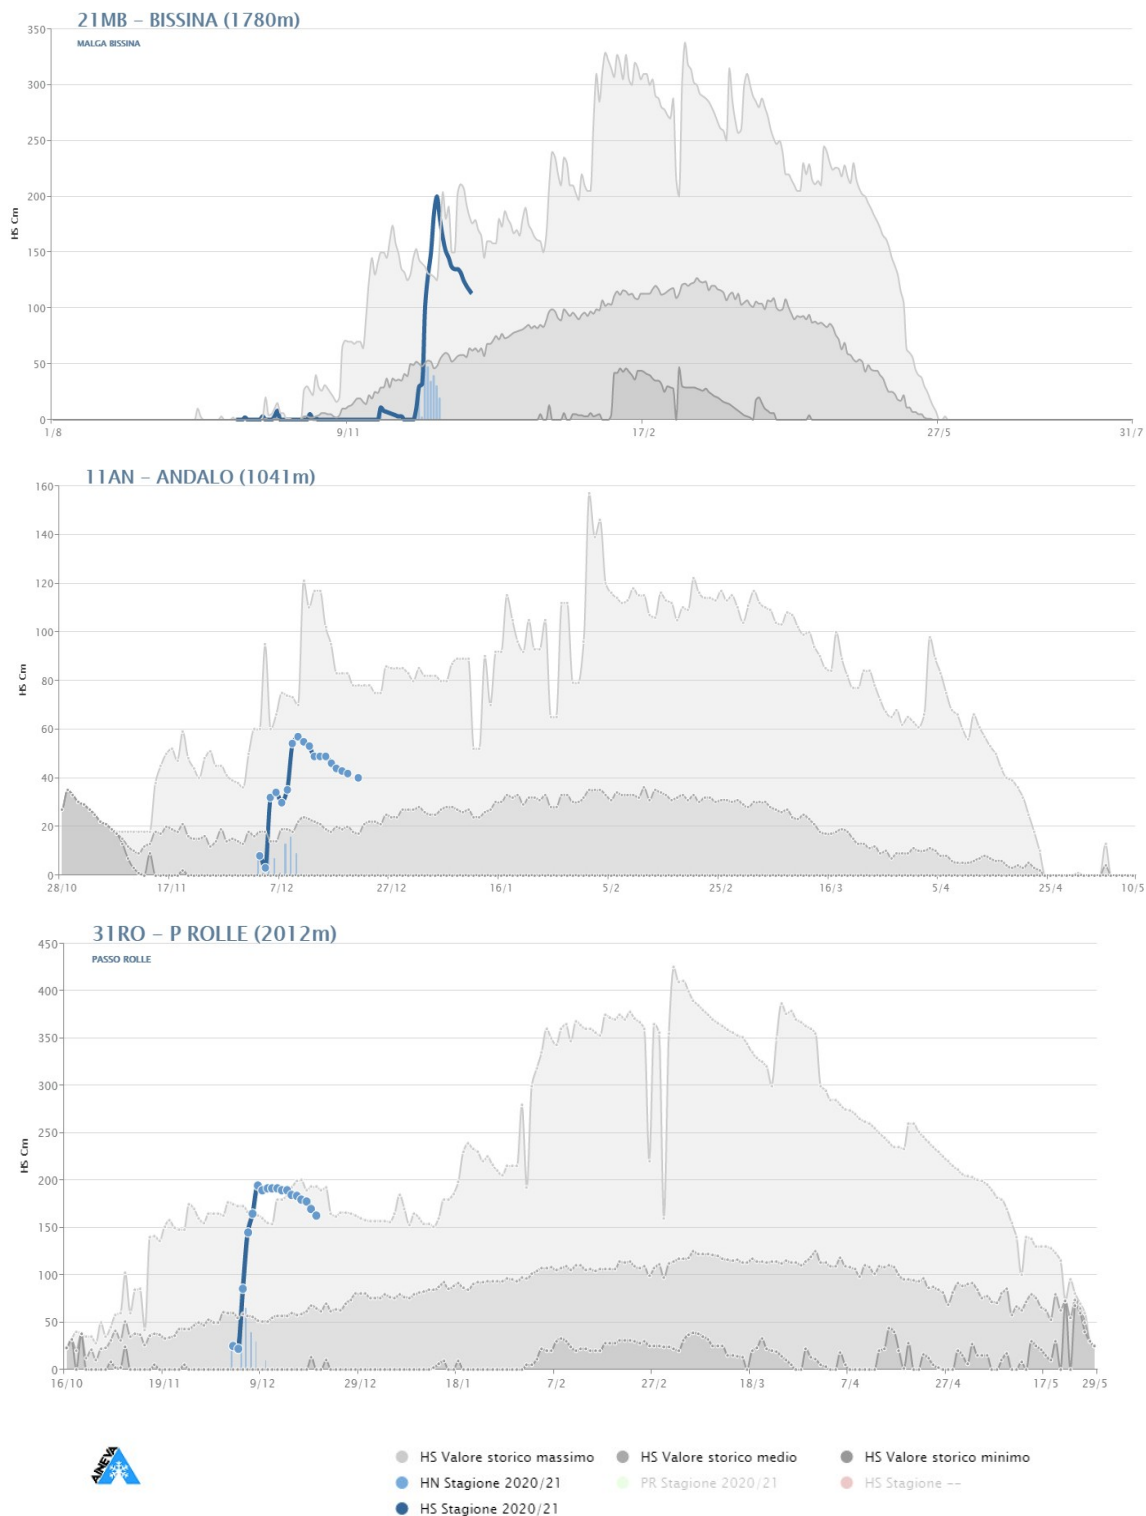 21MB – BISSINA (1780m)
MALGA BISSINA
HS Cm
350
300
250
200
150
100
50
0
1/8 9/11 17/2 27/5 31/7
11AN – ANDALO (1041m)
HS Cm
160
140
120
100
80
60
40
20
0
28/10 17/11 7/12 27/12 16/1 5/2 25/2 16/3 5/4 25/4 10/5
31RO – P ROLLE (2012m)
PASSO ROLLE
HS Cm
450
400
350
300
250
200
150
100
50
0
16/10 19/11 9/12 29/12 18/1 7/2 27/2 18/3 7/4 27/4 17/5 29/5
AINEVA
HS Valore storico massimo HS Valore storico medio HS Valore storico minimo
HN Stagione 2020/21 PR Stagione 2020/21 HS Stagione --
HS Stagione 2020/21